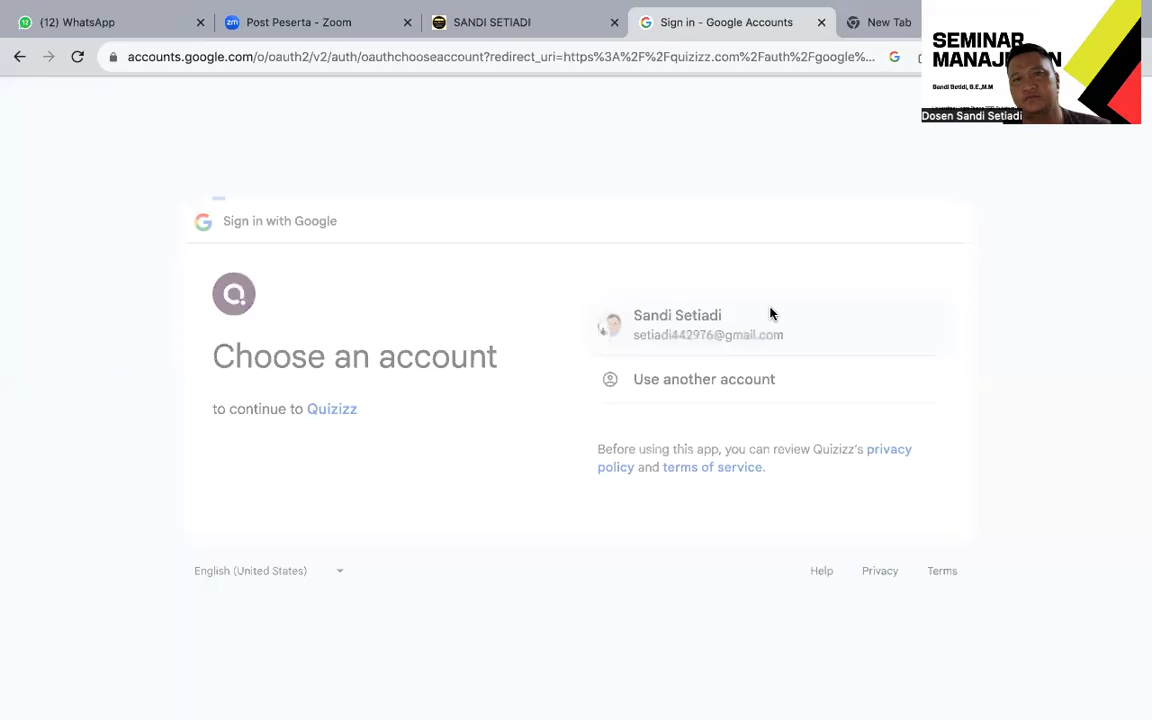 (12) WhatsApp
Post Peserta - Zoom
SANDI SETIADI
Sign in - Google Accounts
New Tab
accounts.google.com/o/oauth2/v2/auth/oauthchooseaccount?redirect_uri=https%3A%2F%2Fquizizz.com%2Fauth%2Fgoogle%...
SEMINAR
MANAJEMEN
Sandi Setidi, S.E.,M.M
Dosen Sandi Setiadi
Sign in with Google
Choose an account
to continue to Quizizz
Sandi Setiadi
setiadi442976@gmail.com
Use another account
Before using this app, you can review Quizizz's privacy
policy and terms of service.
English (United States)
Help
Privacy
Terms